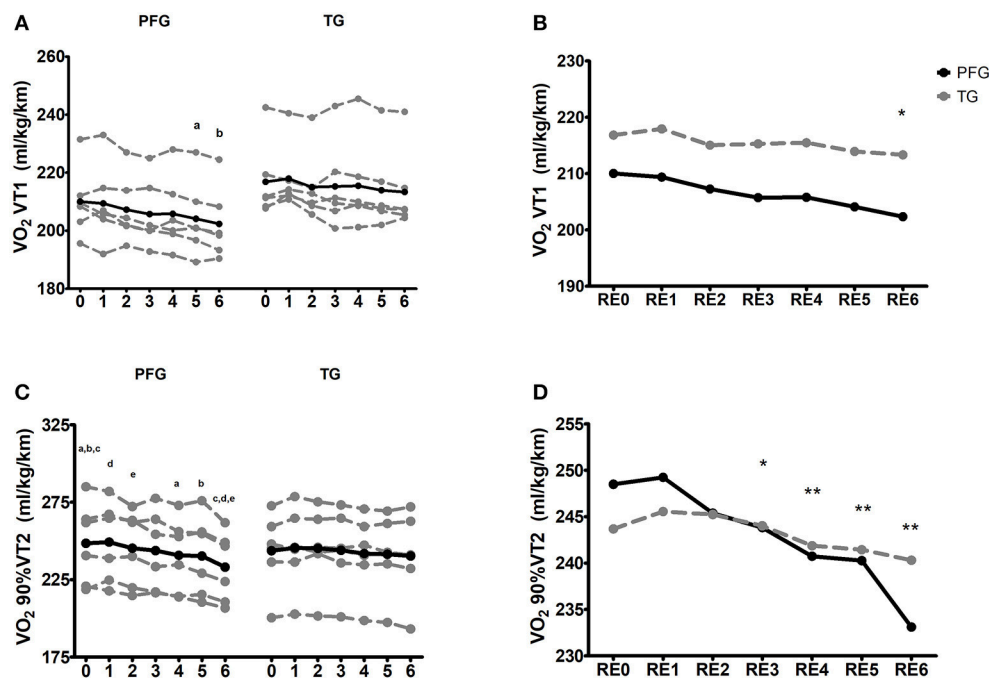 A
PFG
TG
VO2 VT1 (ml/kg/km)
260
240
220
200
180
a
b
0 1 2 3 4 5 6
0 1 2 3 4 5 6
B
VO2 VT1 (ml/kg/km)
230
220
210
200
190
*
PFG
TG
RE0 RE1 RE2 RE3 RE4 RE5 RE6
C
PFG
TG
VO2 90%VT2 (ml/kg/km)
325
275
225
175
a,b,c
d
e
a
b
c,d,e
0 1 2 3 4 5 6
0 1 2 3 4 5 6
D
VO2 90%VT2 (ml/kg/km)
255
250
245
240
235
230
*
**
**
**
RE0 RE1 RE2 RE3 RE4 RE5 RE6